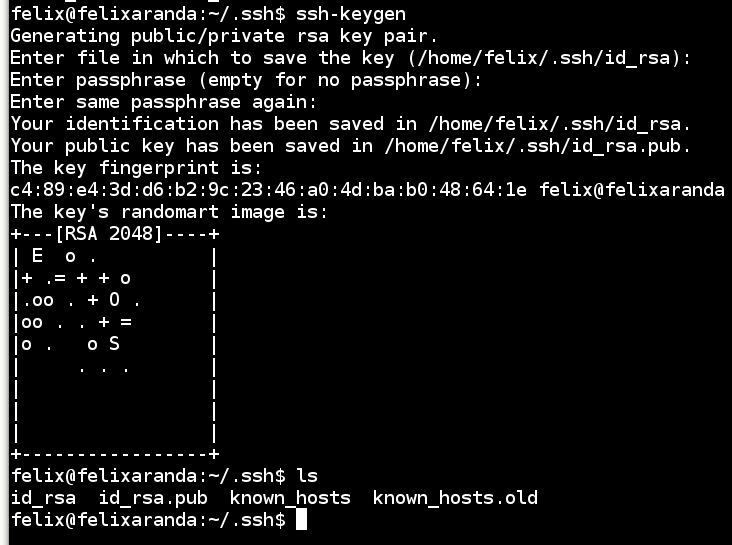 felix@felixaranda:~/.ssh$ ssh-keygen
Generating public/private rsa key pair.
Enter file in which to save the key (/home/felix/.ssh/id_rsa):
Enter passphrase (empty for no passphrase):
Enter same passphrase again:
Your identification has been saved in /home/felix/.ssh/id_rsa.
Your public key has been saved in /home/felix/.ssh/id_rsa.pub.
The key fingerprint is:
c4:89:e4:3d:d6:b2:9c:23:46:a0:4d:ba:b0:48:64:1e felix@felixaranda
The key's randomart image is:
+---[RSA 2048]----+
| E  o .          |
|+ .= + + o       |
|.oo . + O .      |
|oo . . + =       |
|o .   o S        |
|     . . .       |
|                 |
|                 |
|                 |
+-----------------+
felix@felixaranda:~/.ssh$ ls
id_rsa  id_rsa.pub  known_hosts  known_hosts.old
felix@felixaranda:~/.ssh$